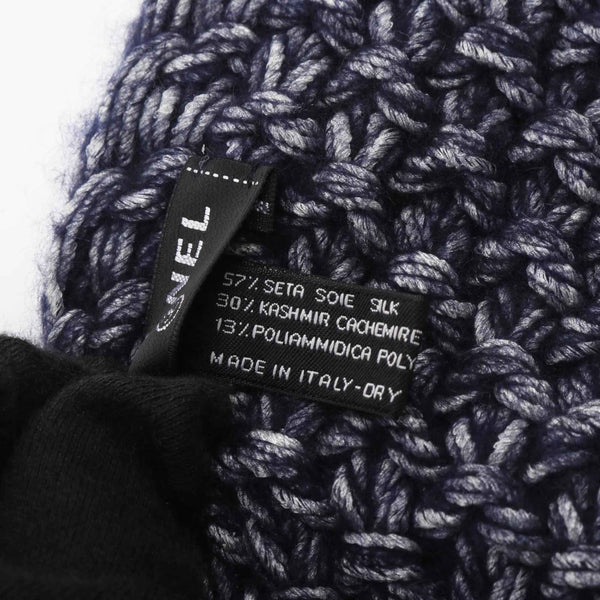 NEL
57% SETA SOIE SILK
30% KASHMIR CACHEMIRE
13% POLIAMMIDICA POLY
MADE IN ITALY-DRY